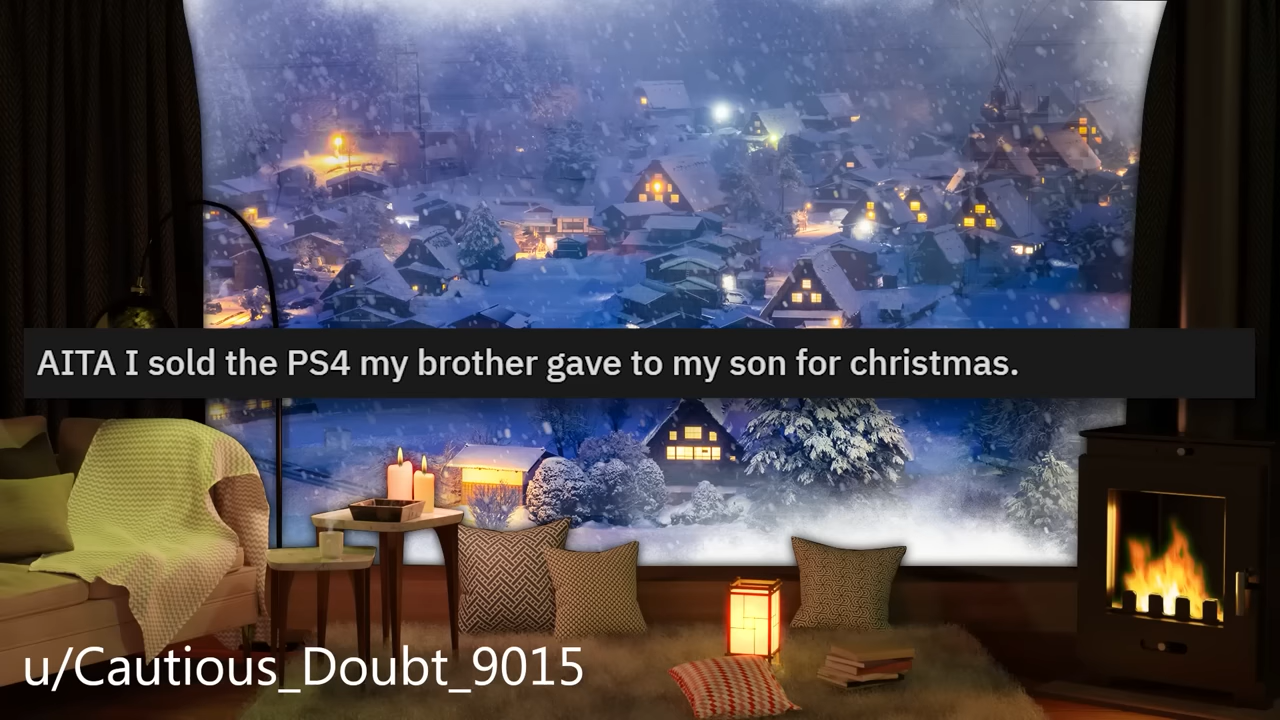 AITA I sold the PS4 my brother gave to my son for christmas.
u/Cautious_Doubt_9015